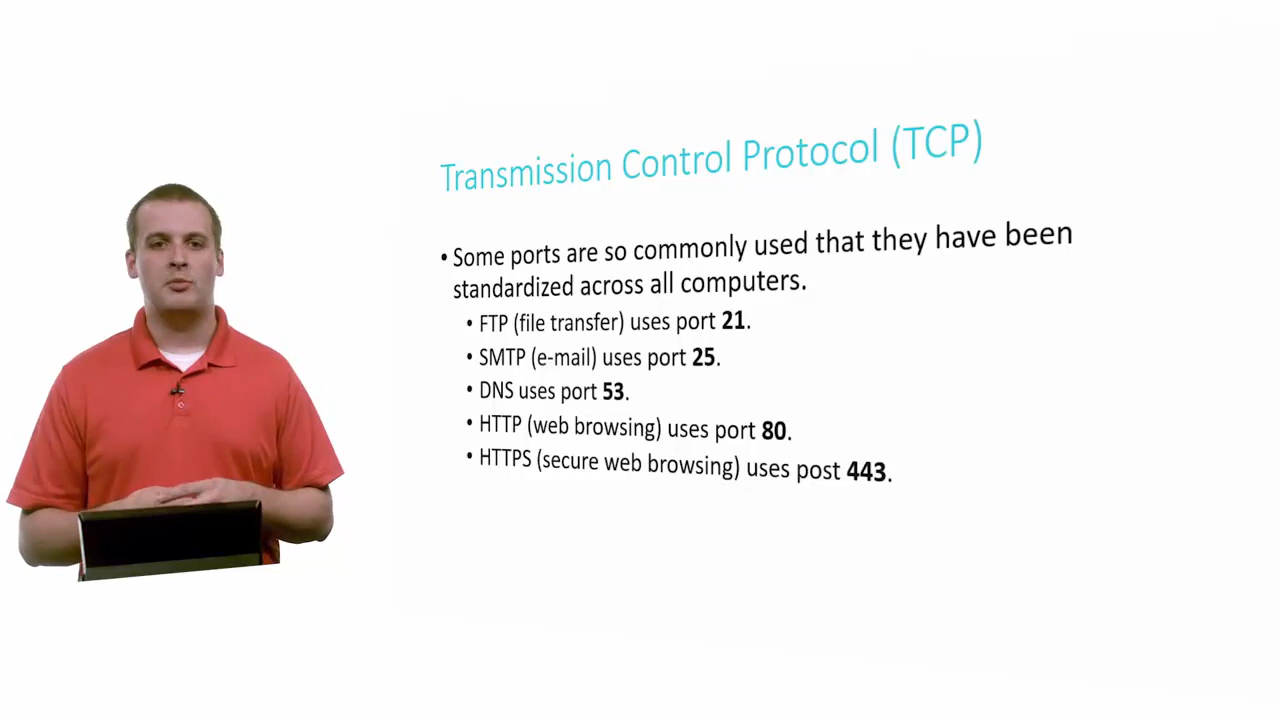 Transmission Control Protocol (TCP)
• Some ports are so commonly used that they have been
standardized across all computers.
• FTP (file transfer) uses port 21.
• SMTP (e-mail) uses port 25.
• DNS uses port 53.
• HTTP (web browsing) uses port 80.
• HTTPS (secure web browsing) uses post 443.